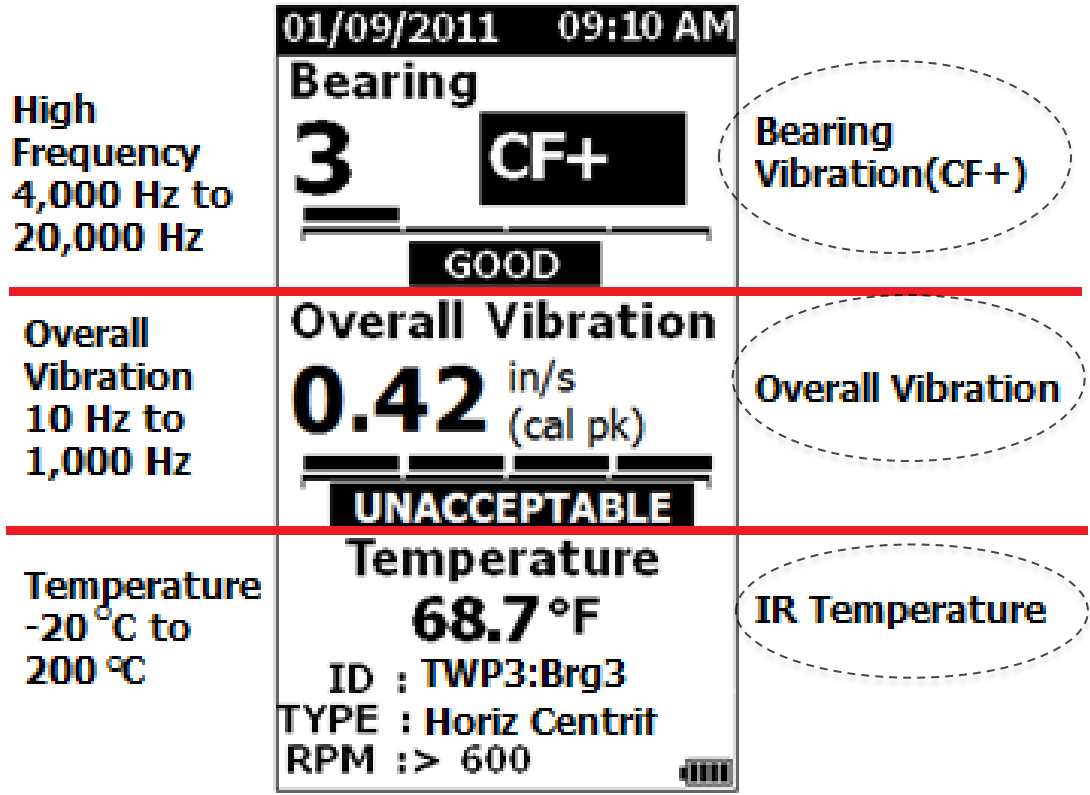 01/09/2011 09:10 AM
High
Frequency
4,000 Hz to
20,000 Hz
Bearing
3 CF+
GOOD
Bearing
Vibration(CF+)
Overall
Vibration
10 Hz to
1,000 Hz
Overall Vibration
0.42 in/s
(cal pk)
UNACCEPTABLE
Overall Vibration
Temperature
-20 °C to
200 °C
Temperature
68.7 °F
ID : TWP3:Brg3
TYPE : Horiz Centrif
RPM :> 600
IR Temperature